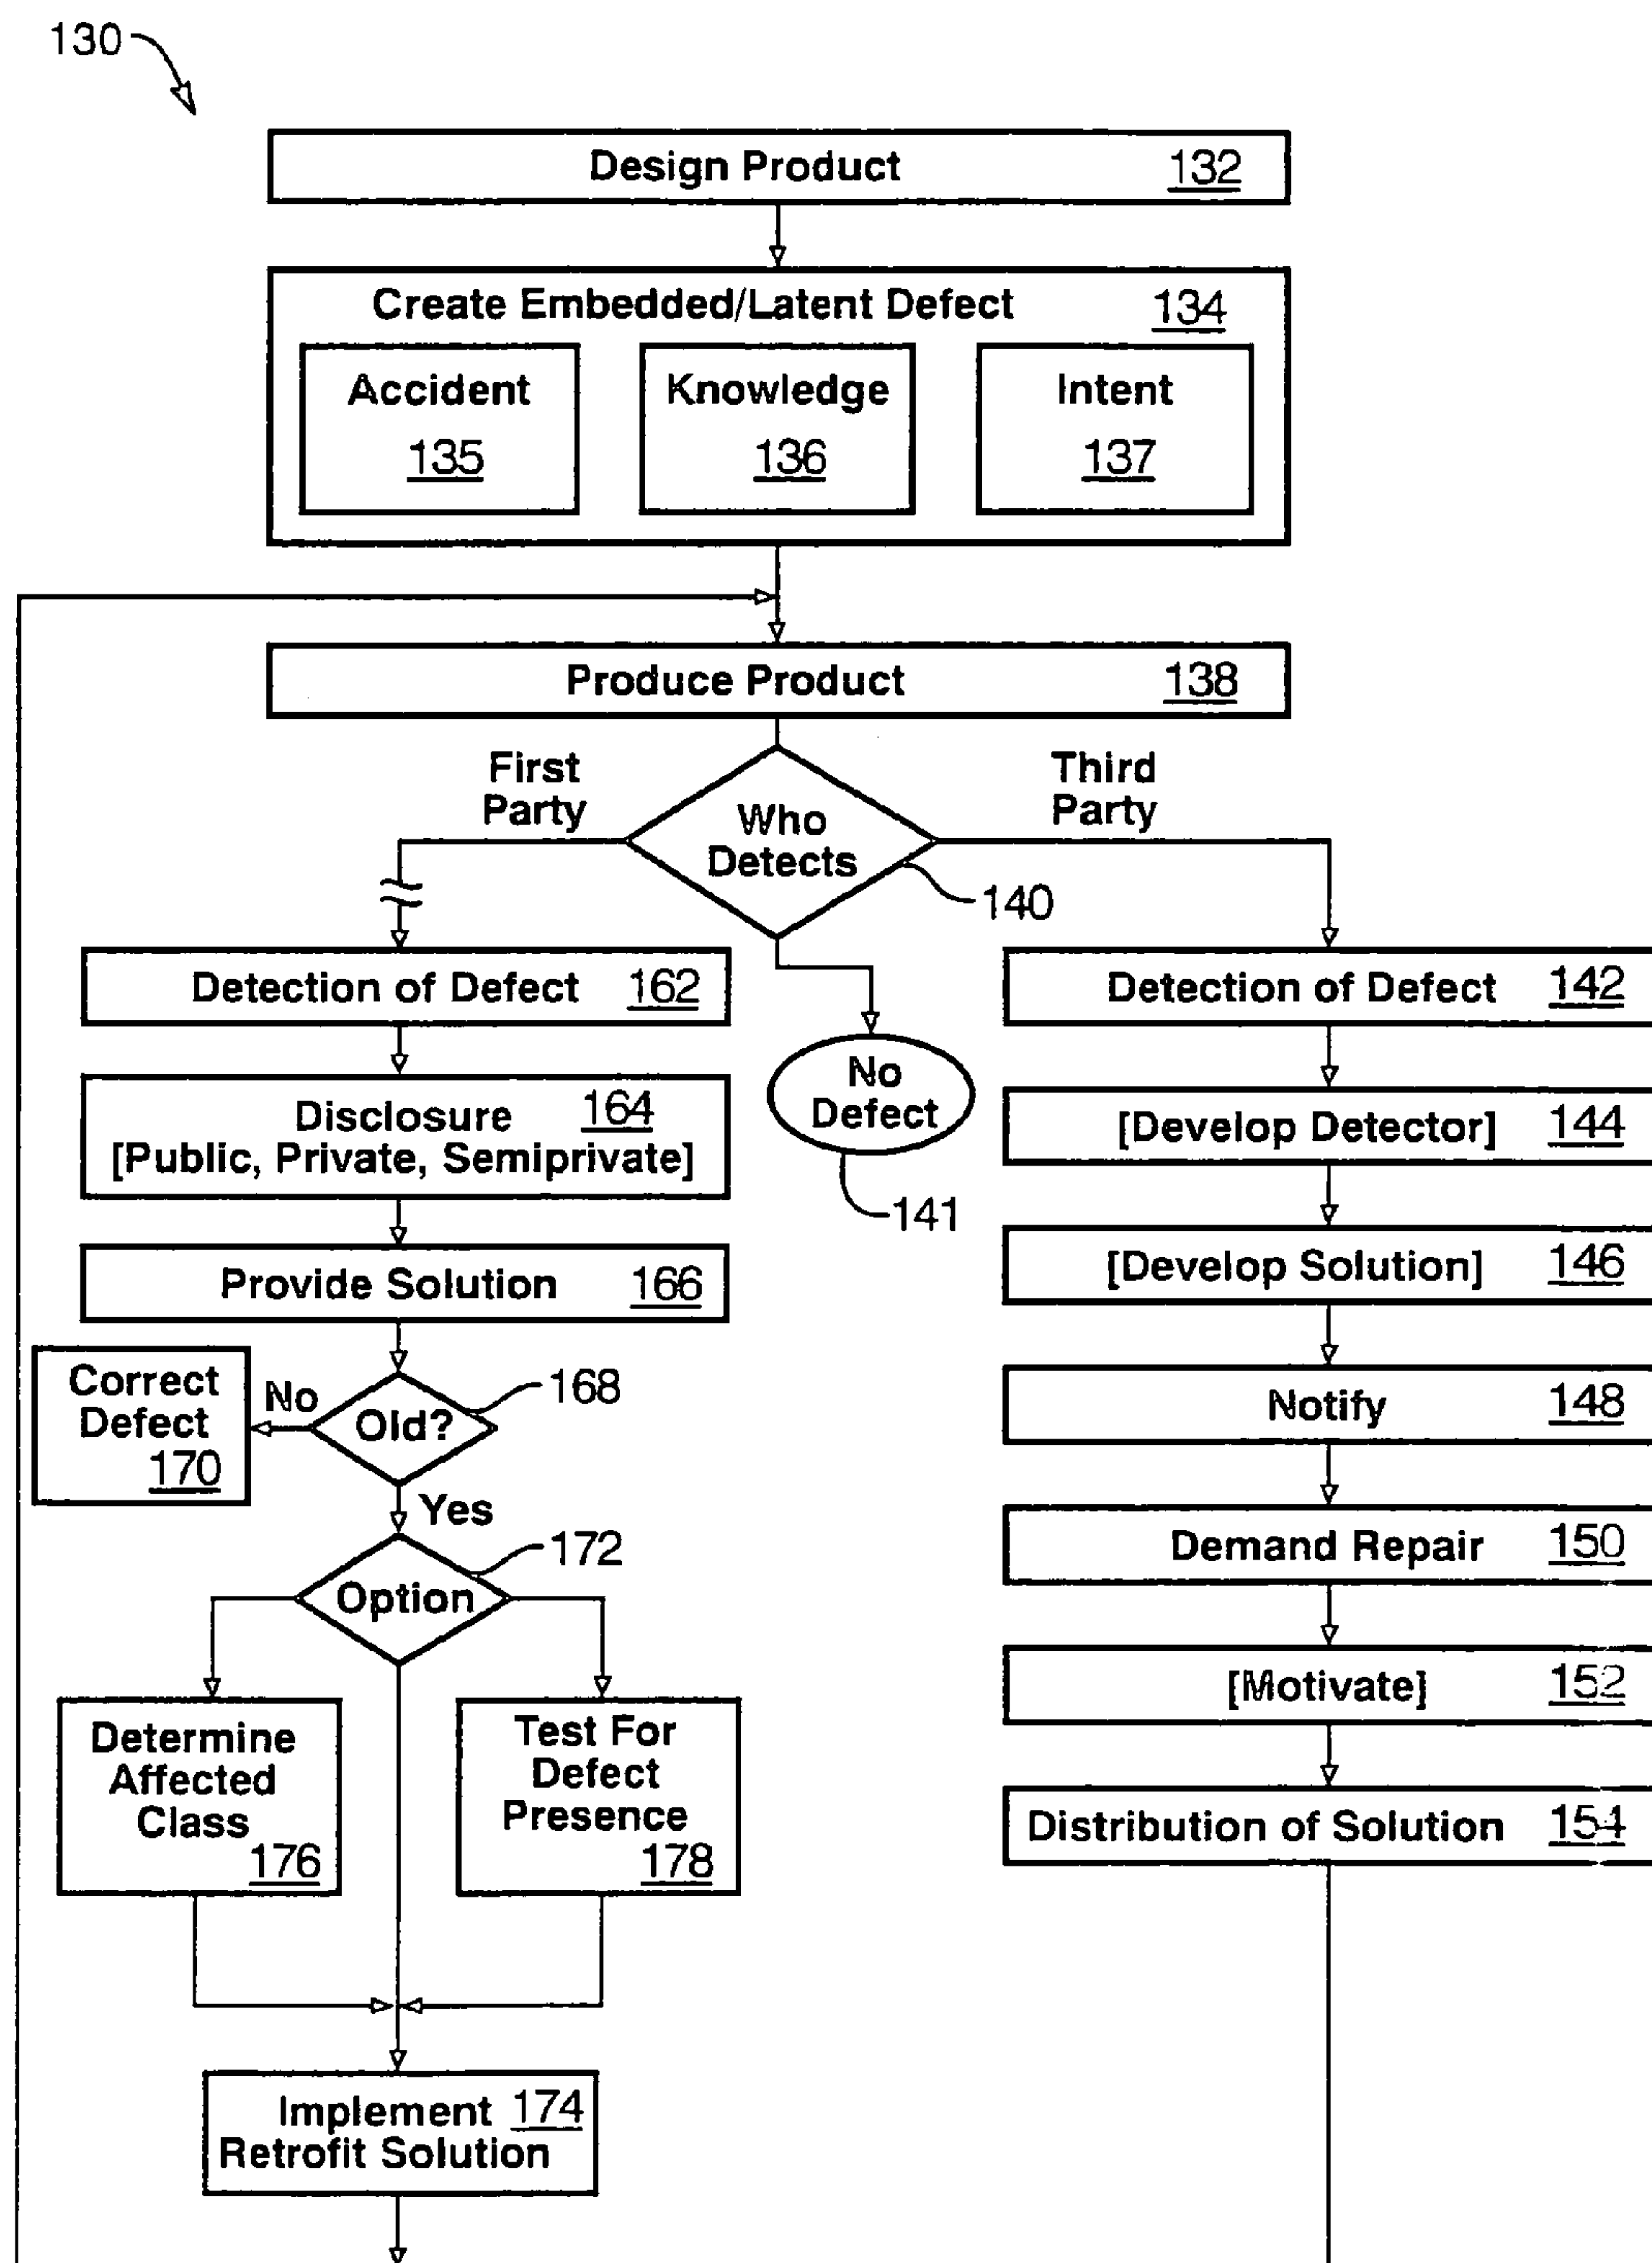 130
Design Product 132
Create Embedded/Latent Defect 134
Accident
135
Knowledge
136
Intent
137
Produce Product 138
First
Party
Who
Detects
140
Third
Party
Detection of Defect 162
Disclosure 164
[Public, Private, Semiprivate]
Provide Solution 166
Old?
168
No
Correct
Defect
170
Yes
Option
172
Determine
Affected
Class
176
Test For
Defect
Presence
178
Implement 174
Retrofit Solution
No
Defect
141
Detection of Defect 142
[Develop Detector] 144
[Develop Solution] 146
Notify 148
Demand Repair 150
[Motivate] 152
Distribution of Solution 154